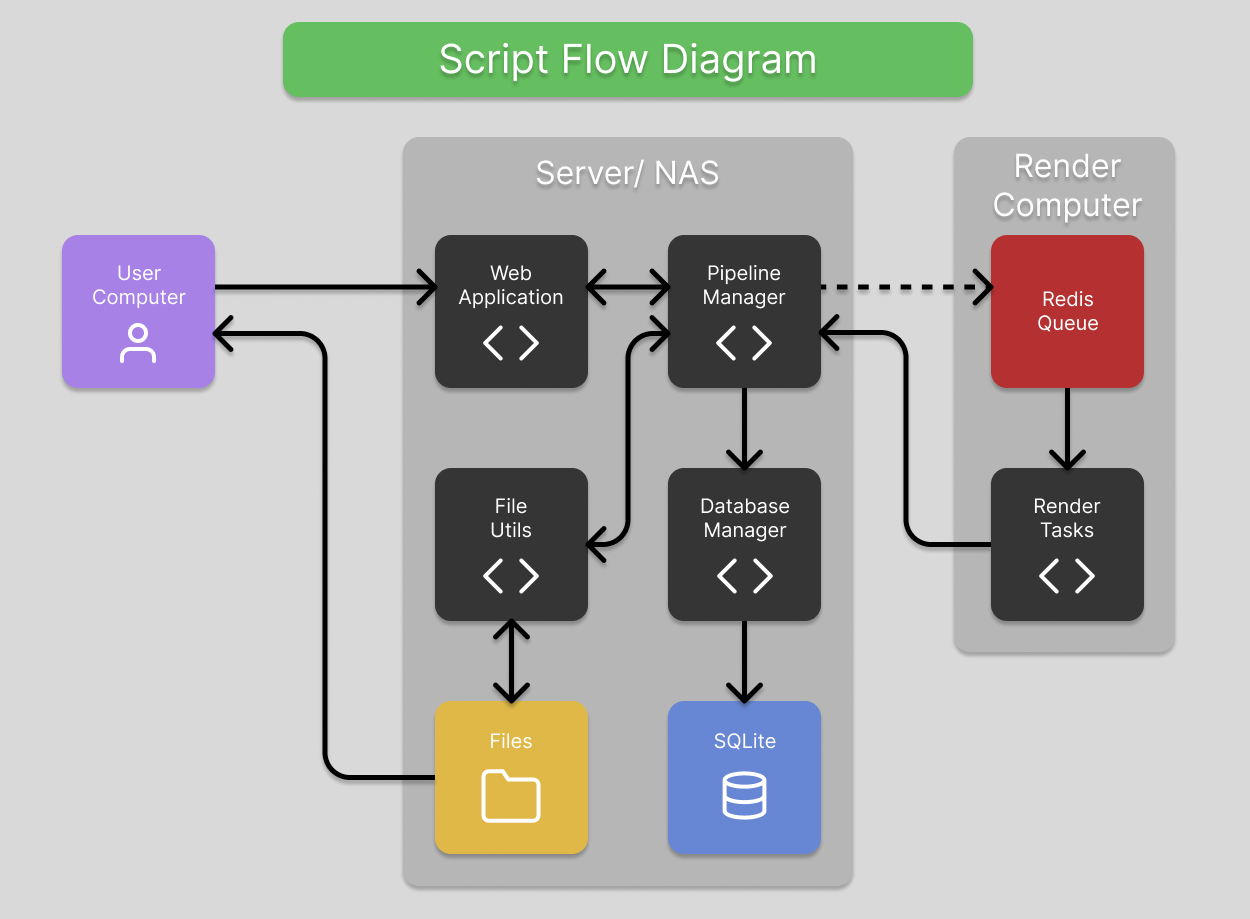 Script Flow Diagram
Server/ NAS
Render
Computer
User
Computer
Web
Application
Pipeline
Manager
Redis
Queue
File
Utils
Database
Manager
Render
Tasks
Files
SQLite